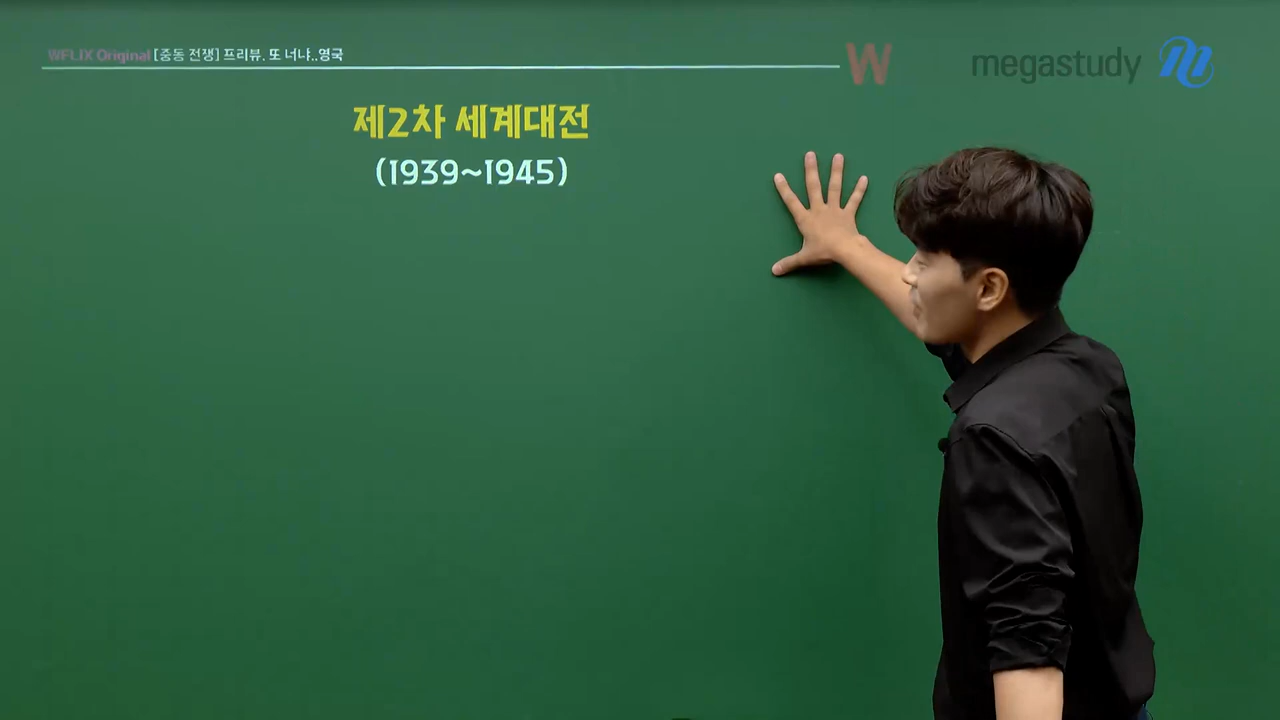 WFLIX Original [중동 전쟁] 프리뷰. 또 너냐..영국
W
megastudy
제2차 세계대전
(1939~1945)